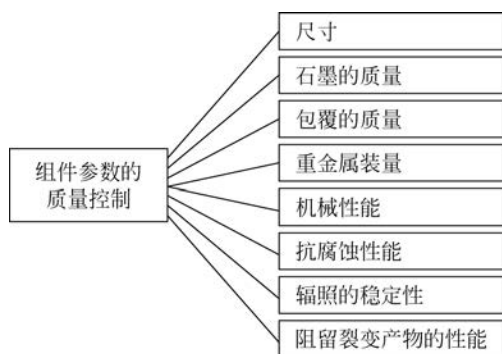 组件参数的
质量控制
尺寸
石墨的质量
包覆的质量
重金属装量
机械性能
抗腐蚀性能
辐照的稳定性
阻留裂变产物的性能